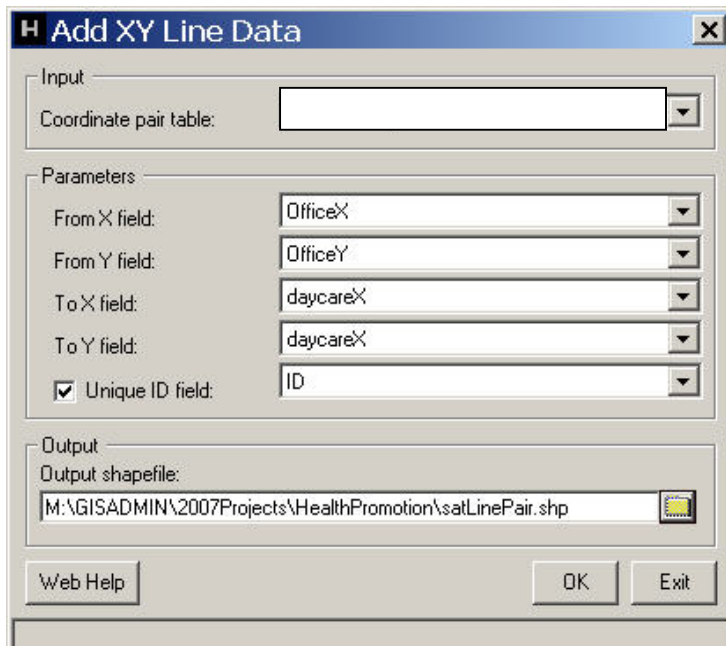 H Add XY Line Data
Input
Coordinate pair table:
Parameters
From X field: OfficeX
From Y field: OfficeY
To X field: daycareX
To Y field: daycareX
Unique ID field: ID
Output
Output shapefile:
M:\GISADMIN\2007Projects\HealthPromotion\satLinePair.shp
Web Help OK Exit